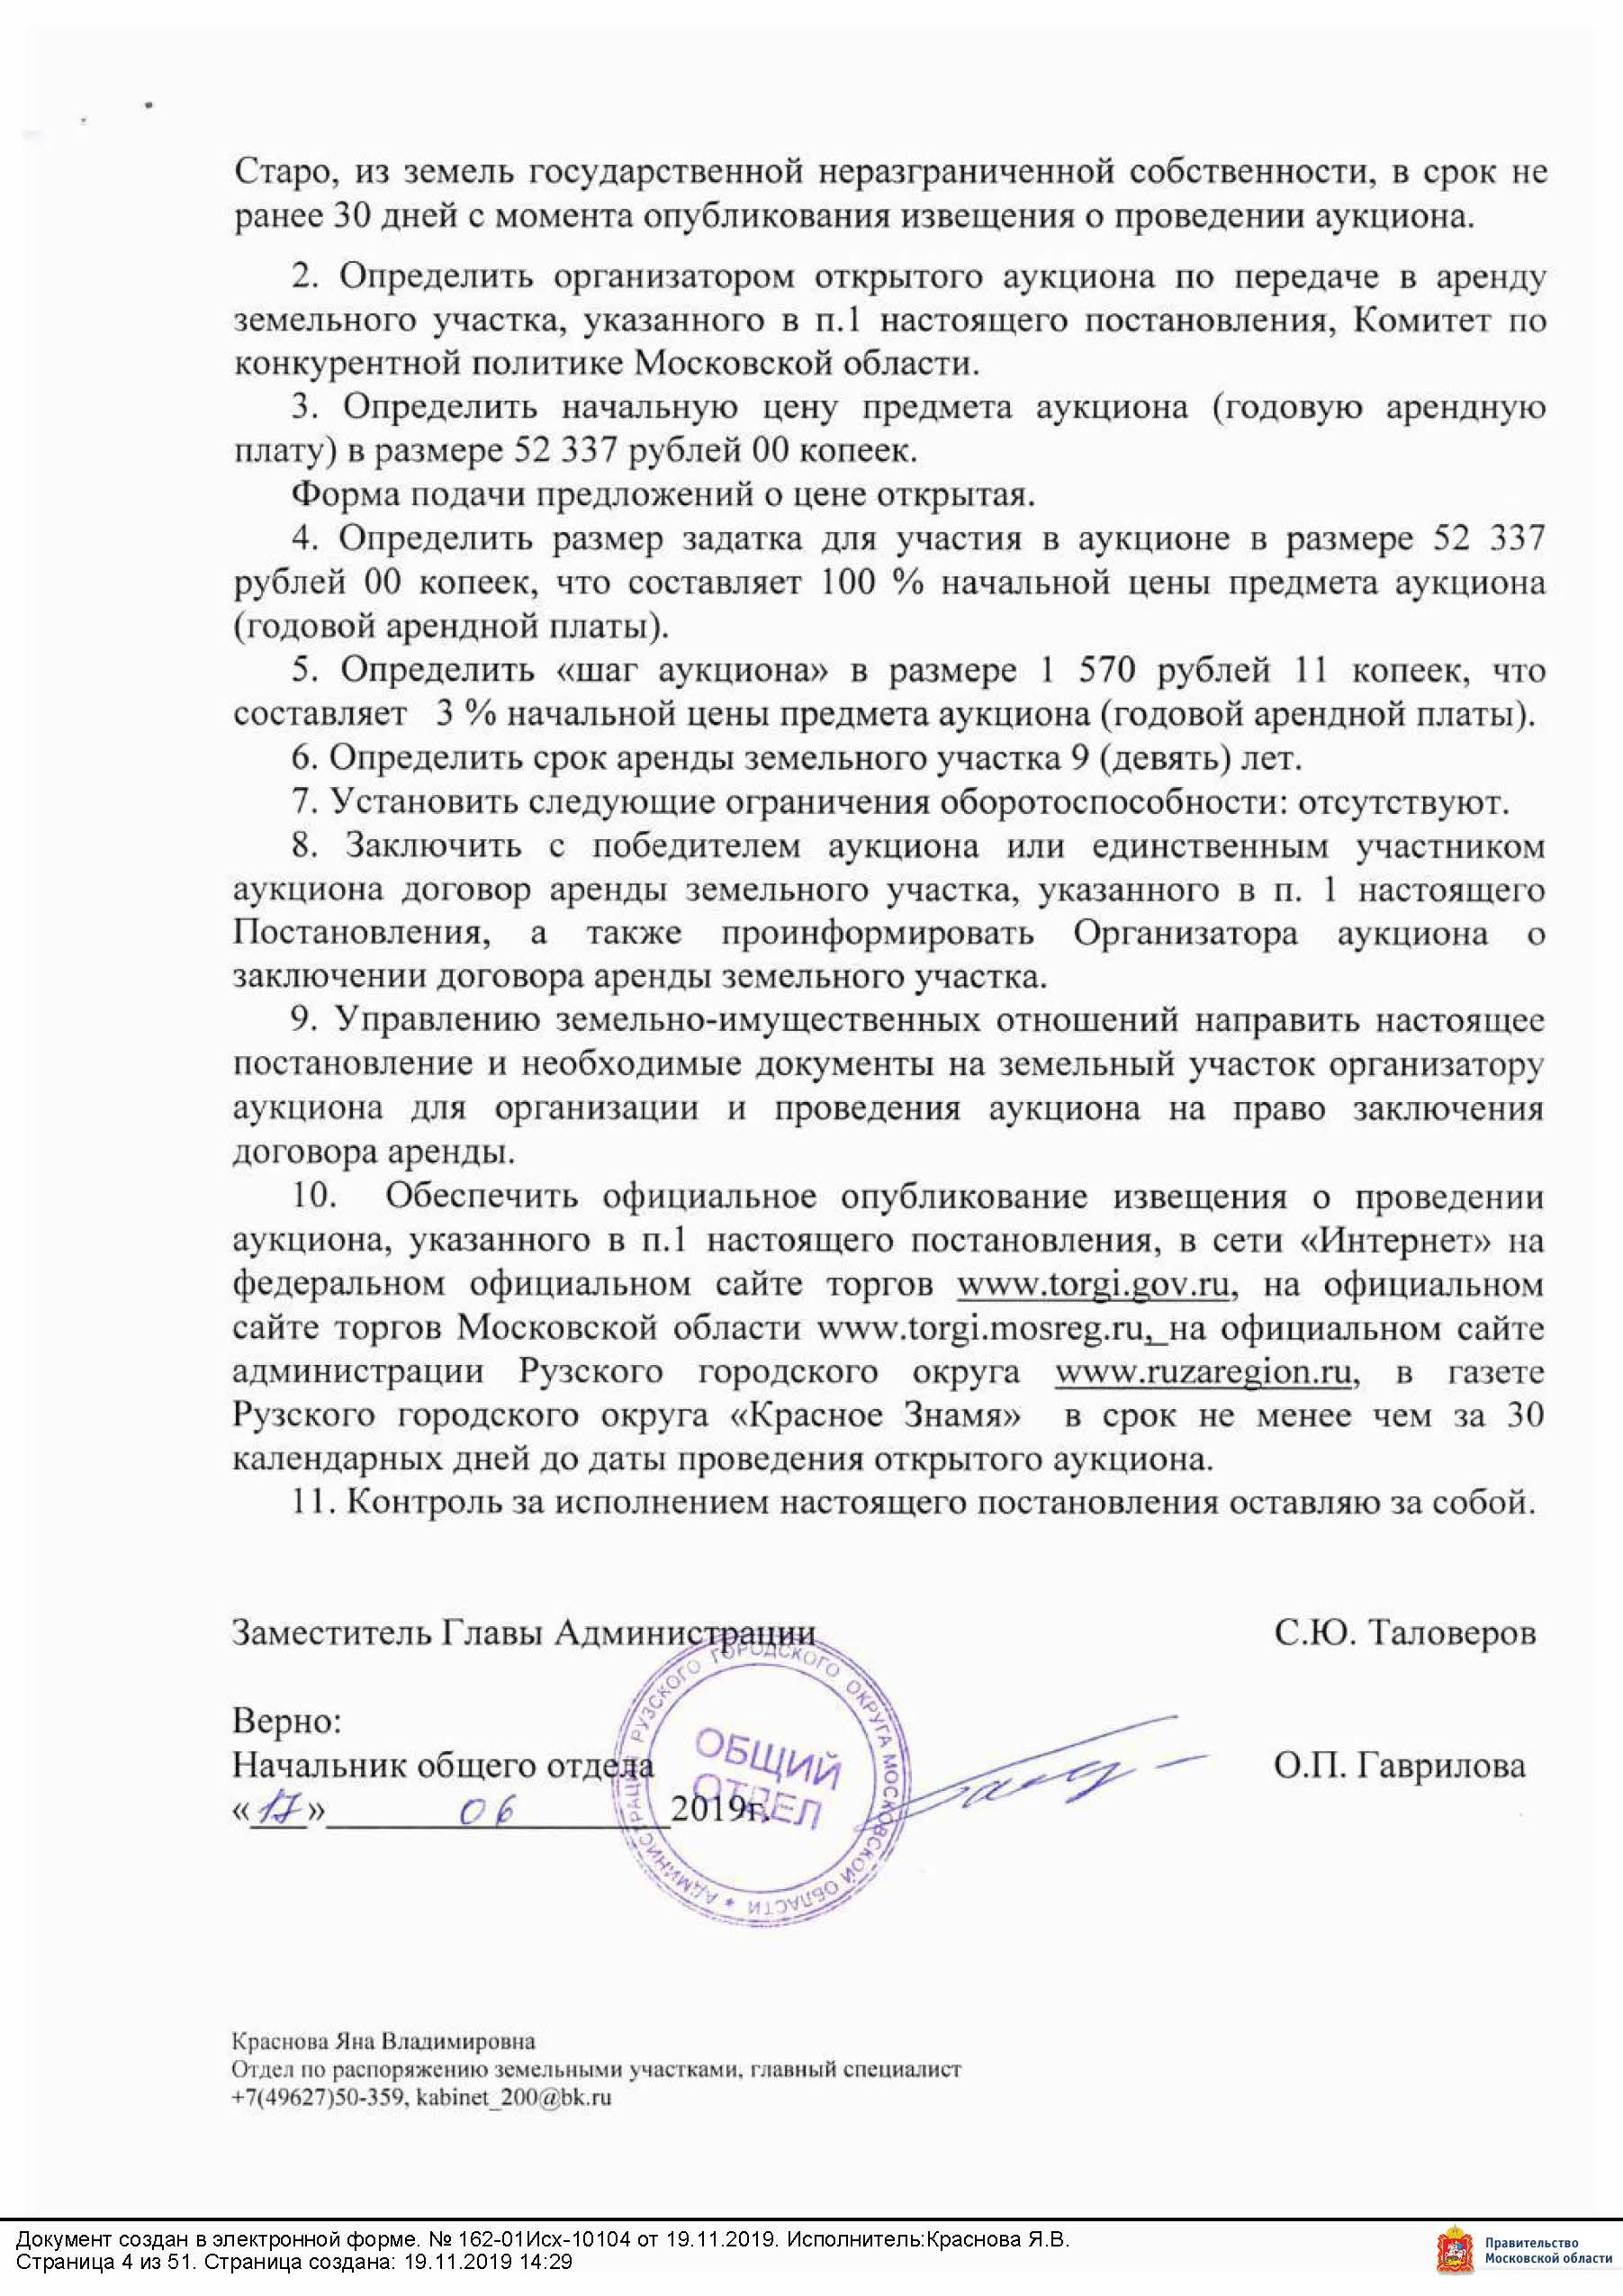 Старо, из земель государственной неразграниченной собственности, в срок не
ранее 30 дней с момента опубликования извещения о проведении аукциона.
2. Определить организатором открытого аукциона по передаче в аренду
земельного участка, указанного в п.1 настоящего постановления, Комитет по
конкурентной политике Московской области.
3. Определить начальную цену предмета аукциона (годовую арендную
плату) в размере 52 337 рублей 00 копеек.
Форма подачи предложений о цене открытая.
4. Определить размер задатка для участия в аукционе в размере 52 337
рублей 00 копеек, что составляет 100 % начальной цены предмета аукциона
(годовой арендной платы).
5. Определить «шаг аукциона» в размере 1 570 рублей 11 копеек, что
составляет 3 % начальной цены предмета аукциона (годовой арендной платы).
6. Определить срок аренды земельного участка 9 (девять) лет.
7. Установить следующие ограничения оборотоспособности: отсутствуют.
8. Заключить с победителем аукциона или единственным участником
аукциона договор аренды земельного участка, указанного в п. 1 настоящего
Постановления, а также проинформировать Организатора аукциона о
заключении договора аренды земельного участка.
9. Управлению земельно-имущественных отношений направить настоящее
постановление и необходимые документы на земельный участок организатору
аукциона для организации и проведения аукциона на право заключения
договора аренды.
10. Обеспечить официальное опубликование извещения о проведении
аукциона, указанного в п.1 настоящего постановления, в сети «Интернет» на
федеральном официальном сайте торгов www.torgi.gov.ru, на официальном
сайте торгов Московской области www.torgi.mosreg.ru, на официальном сайте
администрации Рузского городского округа www.ruzaregion.ru, в газете
Рузского городского округа «Красное Знамя» в срок не менее чем за 30
календарных дней до даты проведения открытого аукциона.
11. Контроль за исполнением настоящего постановления оставляю за собой.
Заместитель Главы Администрации С.Ю. Таловеров
Верно:
Начальник общего отдела О.П. Гаврилова
«17» 06 2019г.
АДМИНИСТРАЦИЯ РУЗСКОГО ГОРОДСКОГО ОКРУГА МОСКОВСКОЙ ОБЛАСТИ *
ОБЩИЙ
ОТДЕЛ
Краснова Яна Владимировна
Отдел по распоряжению земельными участками, главный специалист
+7(49627)50-359, kabinet_200@bk.ru
Документ создан в электронной форме. № 162-01Исх-10104 от 19.11.2019. Исполнитель:Краснова Я.В.
Страница 4 из 51. Страница создана: 19.11.2019 14:29
Правительство
Московской области